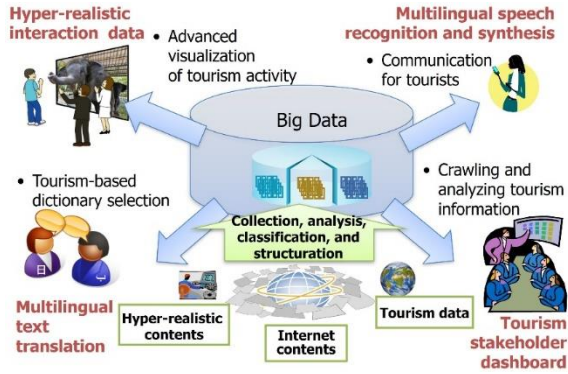 Hyper-realistic
interaction data
• Advanced
visualization
of tourism activity
Multilingual speech
recognition and synthesis
• Communication
for tourists
Big Data
• Tourism-based
dictionary selection
• Crawling and
analyzing tourism
information
Collection, analysis,
classification, and
structuration
日
ب
Multilingual
text
translation
Hyper-realistic
contents
Internet
contents
Tourism data
Tourism
stakeholder
dashboard